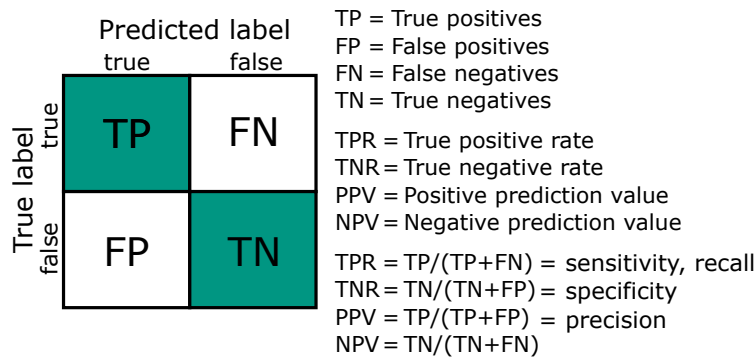 Predicted label
true false
True label
true
false
TP FN
FP TN
TP = True positives
FP = False positives
FN = False negatives
TN = True negatives
TPR = True positive rate
TNR = True negative rate
PPV = Positive prediction value
NPV = Negative prediction value
TPR = TP/(TP+FN) = sensitivity, recall
TNR = TN/(TN+FP) = specificity
PPV = TP/(TP+FP) = precision
NPV = TN/(TN+FN)